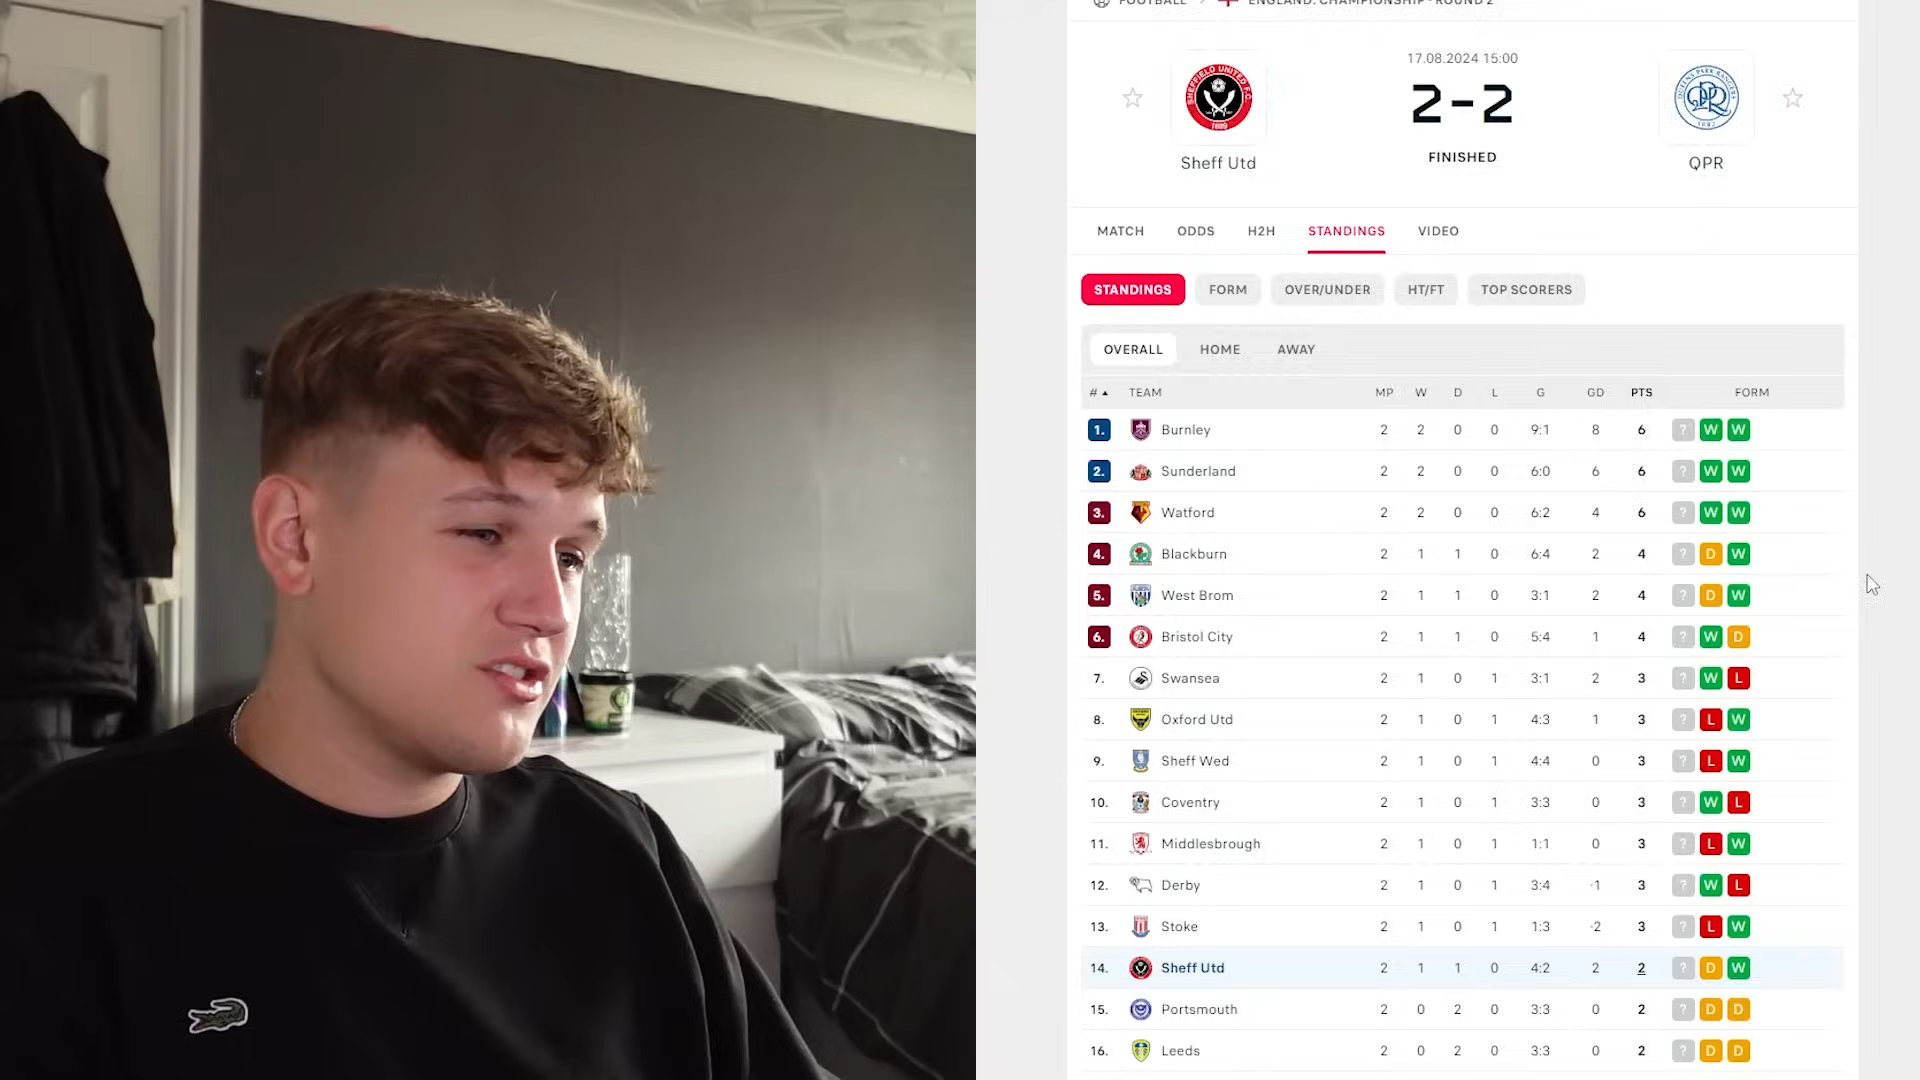 FOOTBALL > ENGLAND: CHAMPIONSHIP - ROUND 2
17.08.2024 15:00
2-2
FINISHED
Sheff Utd
QPR
MATCH ODDS H2H STANDINGS VIDEO
STANDINGS FORM OVER/UNDER HT/FT TOP SCORERS
OVERALL HOME AWAY
# TEAM MP W D L G GD PTS FORM
1. Burnley 2 2 0 0 9:1 8 6 ? W W
2. Sunderland 2 2 0 0 6:0 6 6 ? W W
3. Watford 2 2 0 0 6:2 4 6 ? W W
4. Blackburn 2 1 1 0 6:4 2 4 ? D W
5. West Brom 2 1 1 0 3:1 2 4 ? D W
6. Bristol City 2 1 1 0 5:4 1 4 ? W D
7. Swansea 2 1 0 1 3:1 2 3 ? W L
8. Oxford Utd 2 1 0 1 4:3 1 3 ? L W
9. Sheff Wed 2 1 0 1 4:4 0 3 ? L W
10. Coventry 2 1 0 1 3:3 0 3 ? W L
11. Middlesbrough 2 1 0 1 1:1 0 3 ? L W
12. Derby 2 1 0 1 3:4 -1 3 ? W L
13. Stoke 2 1 0 1 1:3 -2 3 ? L W
14. Sheff Utd 2 1 1 0 4:2 2 2 ? D W
15. Portsmouth 2 0 2 0 3:3 0 2 ? D D
16. Leeds 2 0 2 0 3:3 0 2 ? D D